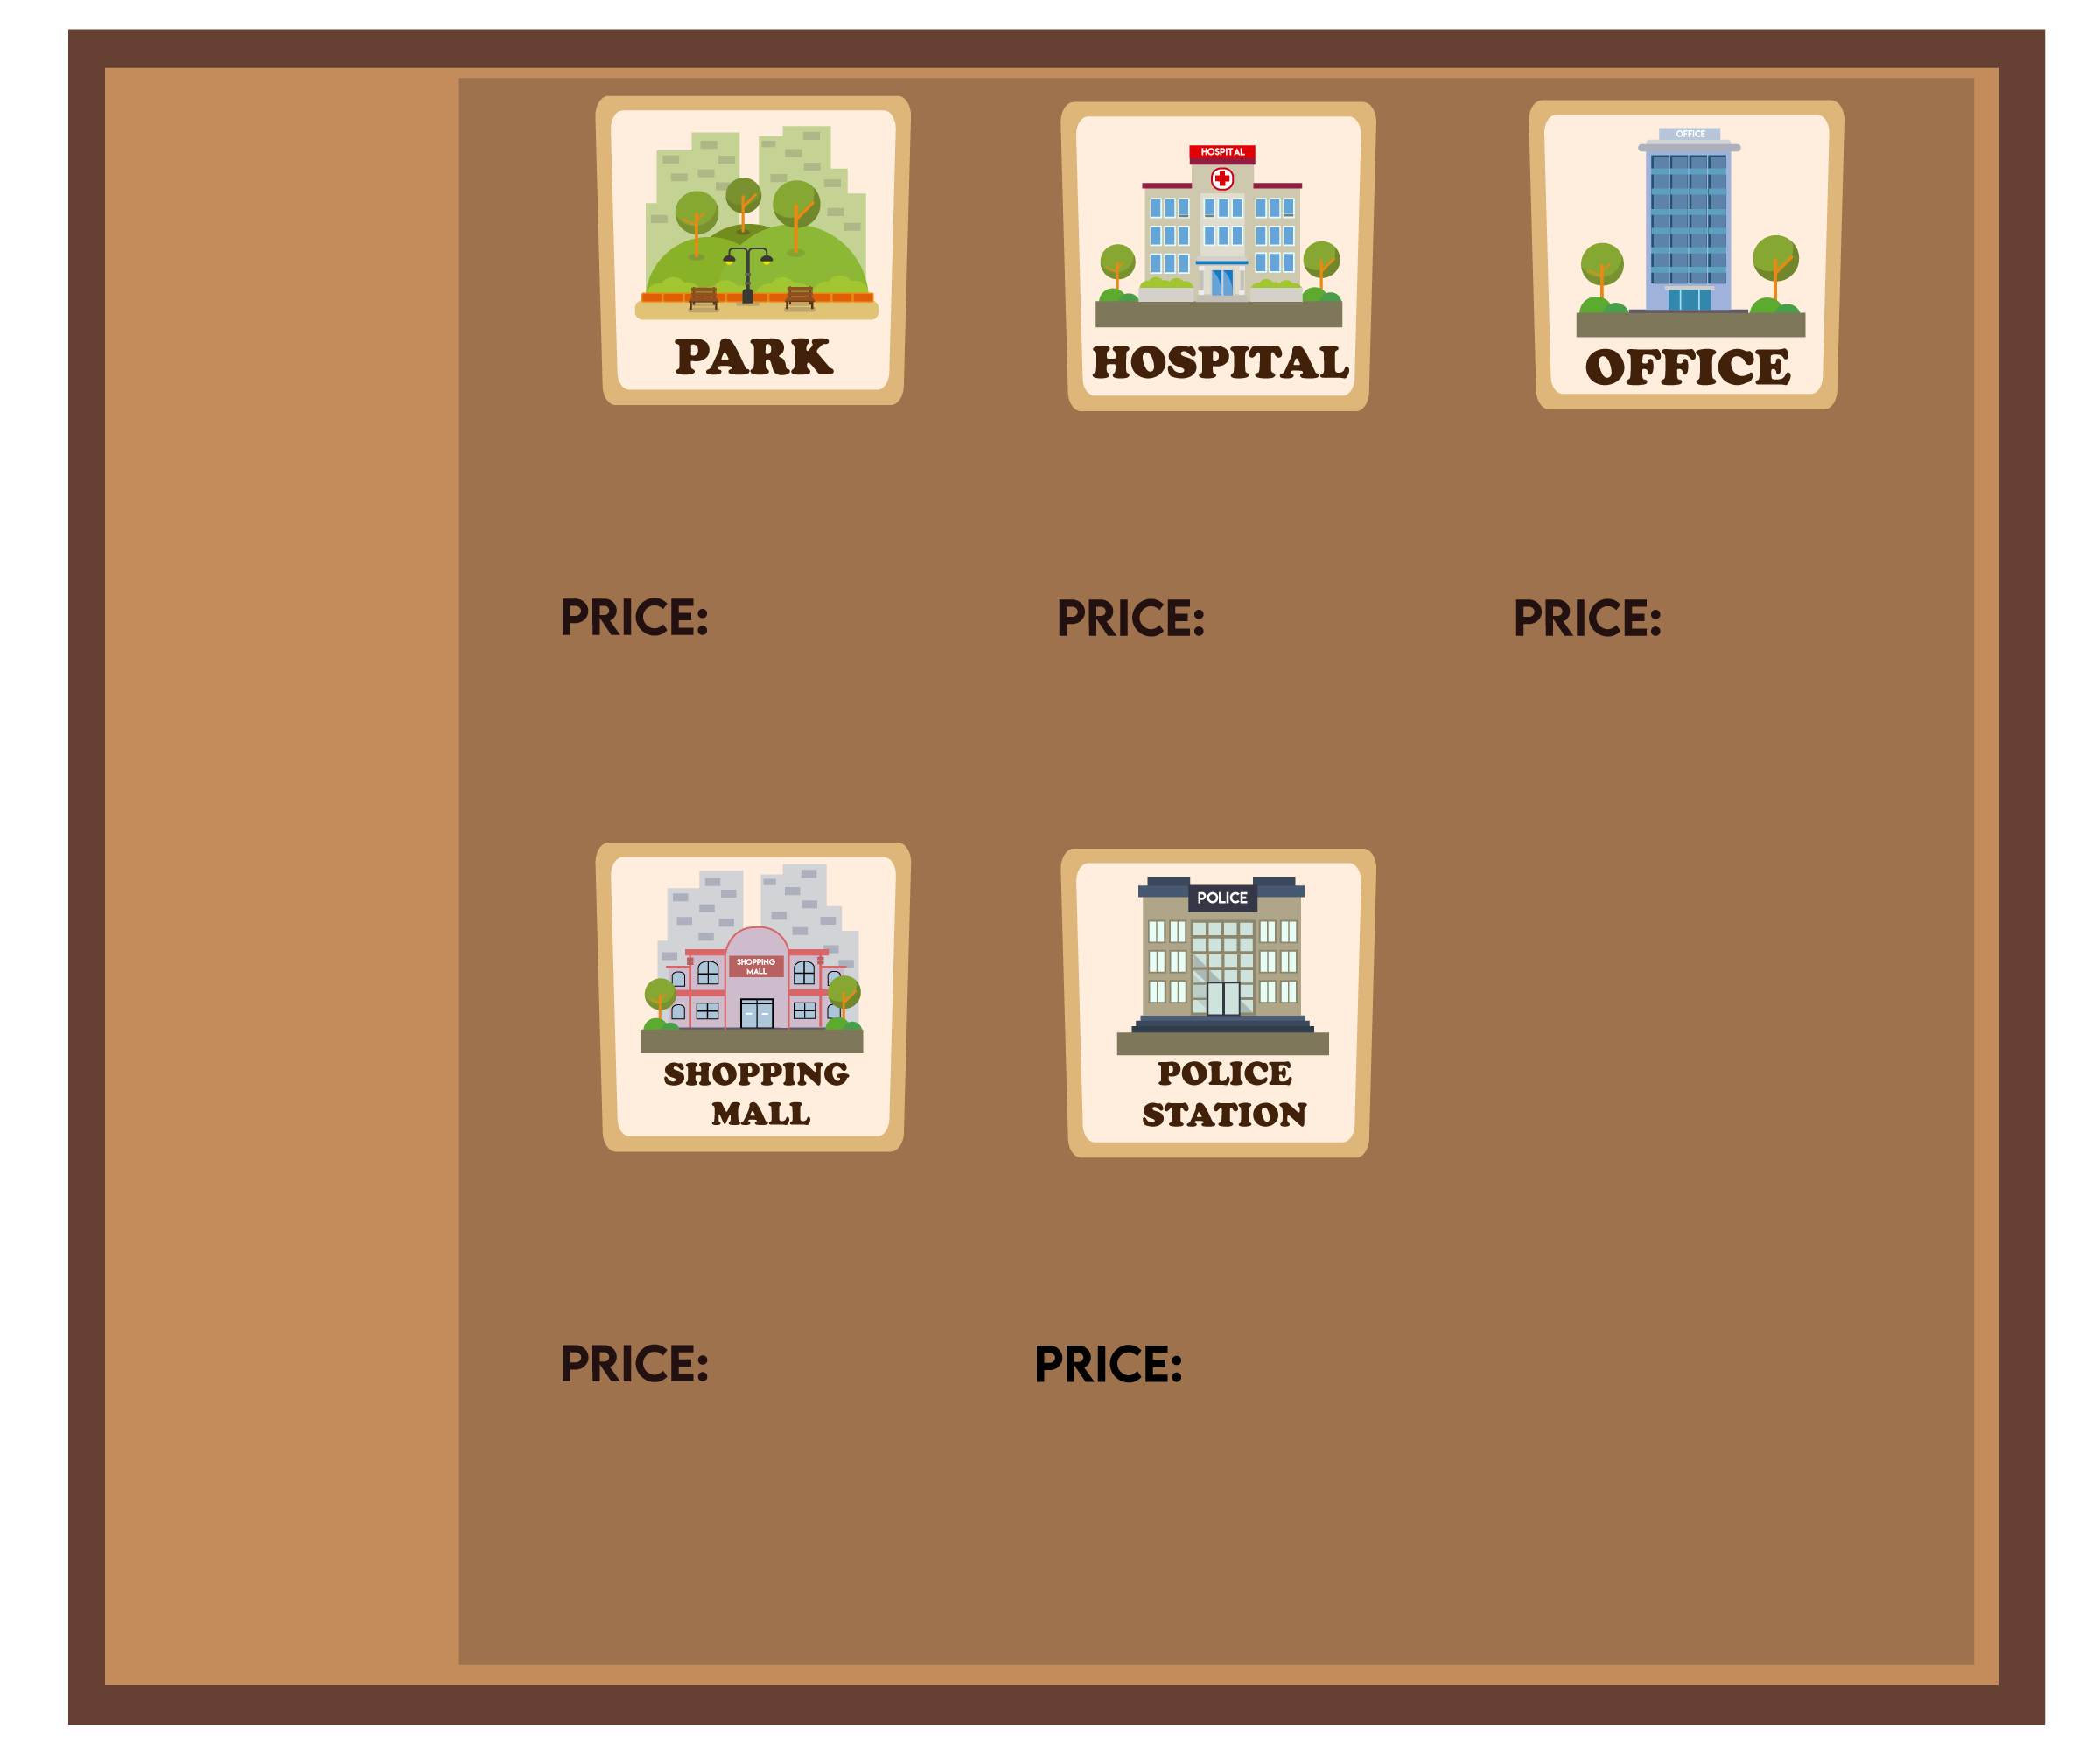 HOSPITAL
OFFICE
PARK
HOSPITAL
OFFICE
PRICE:
PRICE:
PRICE:
POLICE
SHOPPING
MALL
SHOPPING
MALL
POLICE
STATION
PRICE:
PRICE: